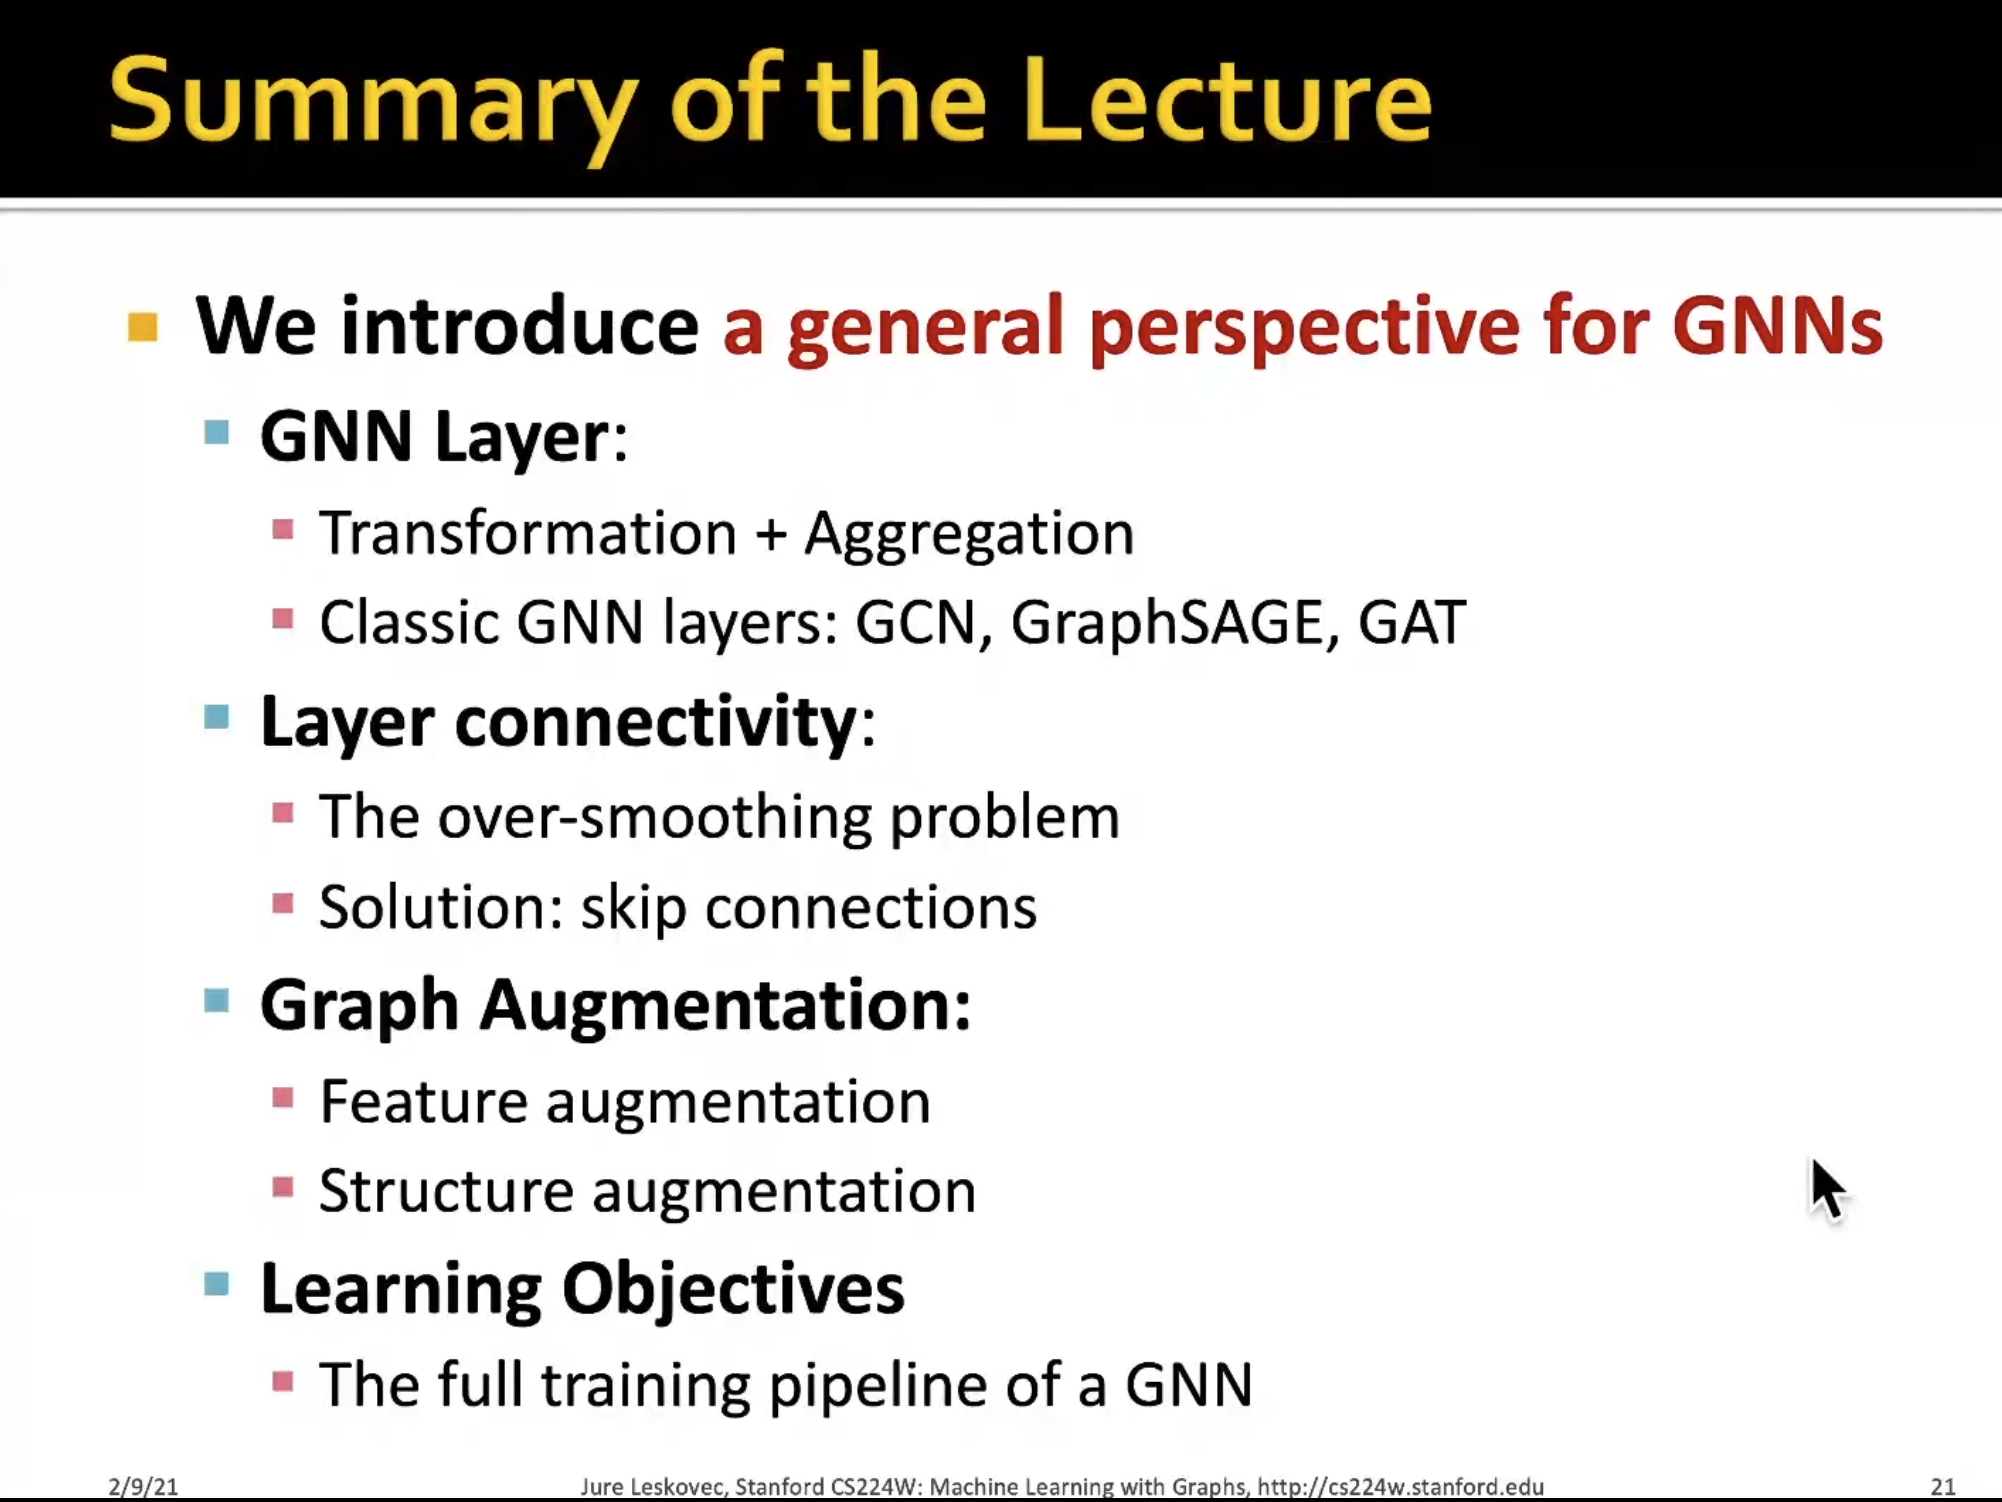 Summary of the Lecture
We introduce a general perspective for GNNs
GNN Layer:
Transformation + Aggregation
Classic GNN layers: GCN, GraphSAGE, GAT
Layer connectivity:
The over-smoothing problem
Solution: skip connections
Graph Augmentation:
Feature augmentation
Structure augmentation
Learning Objectives
The full training pipeline of a GNN
2/9/21
Jure Leskovec, Stanford CS224W: Machine Learning with Graphs, http://cs224w.stanford.edu
21